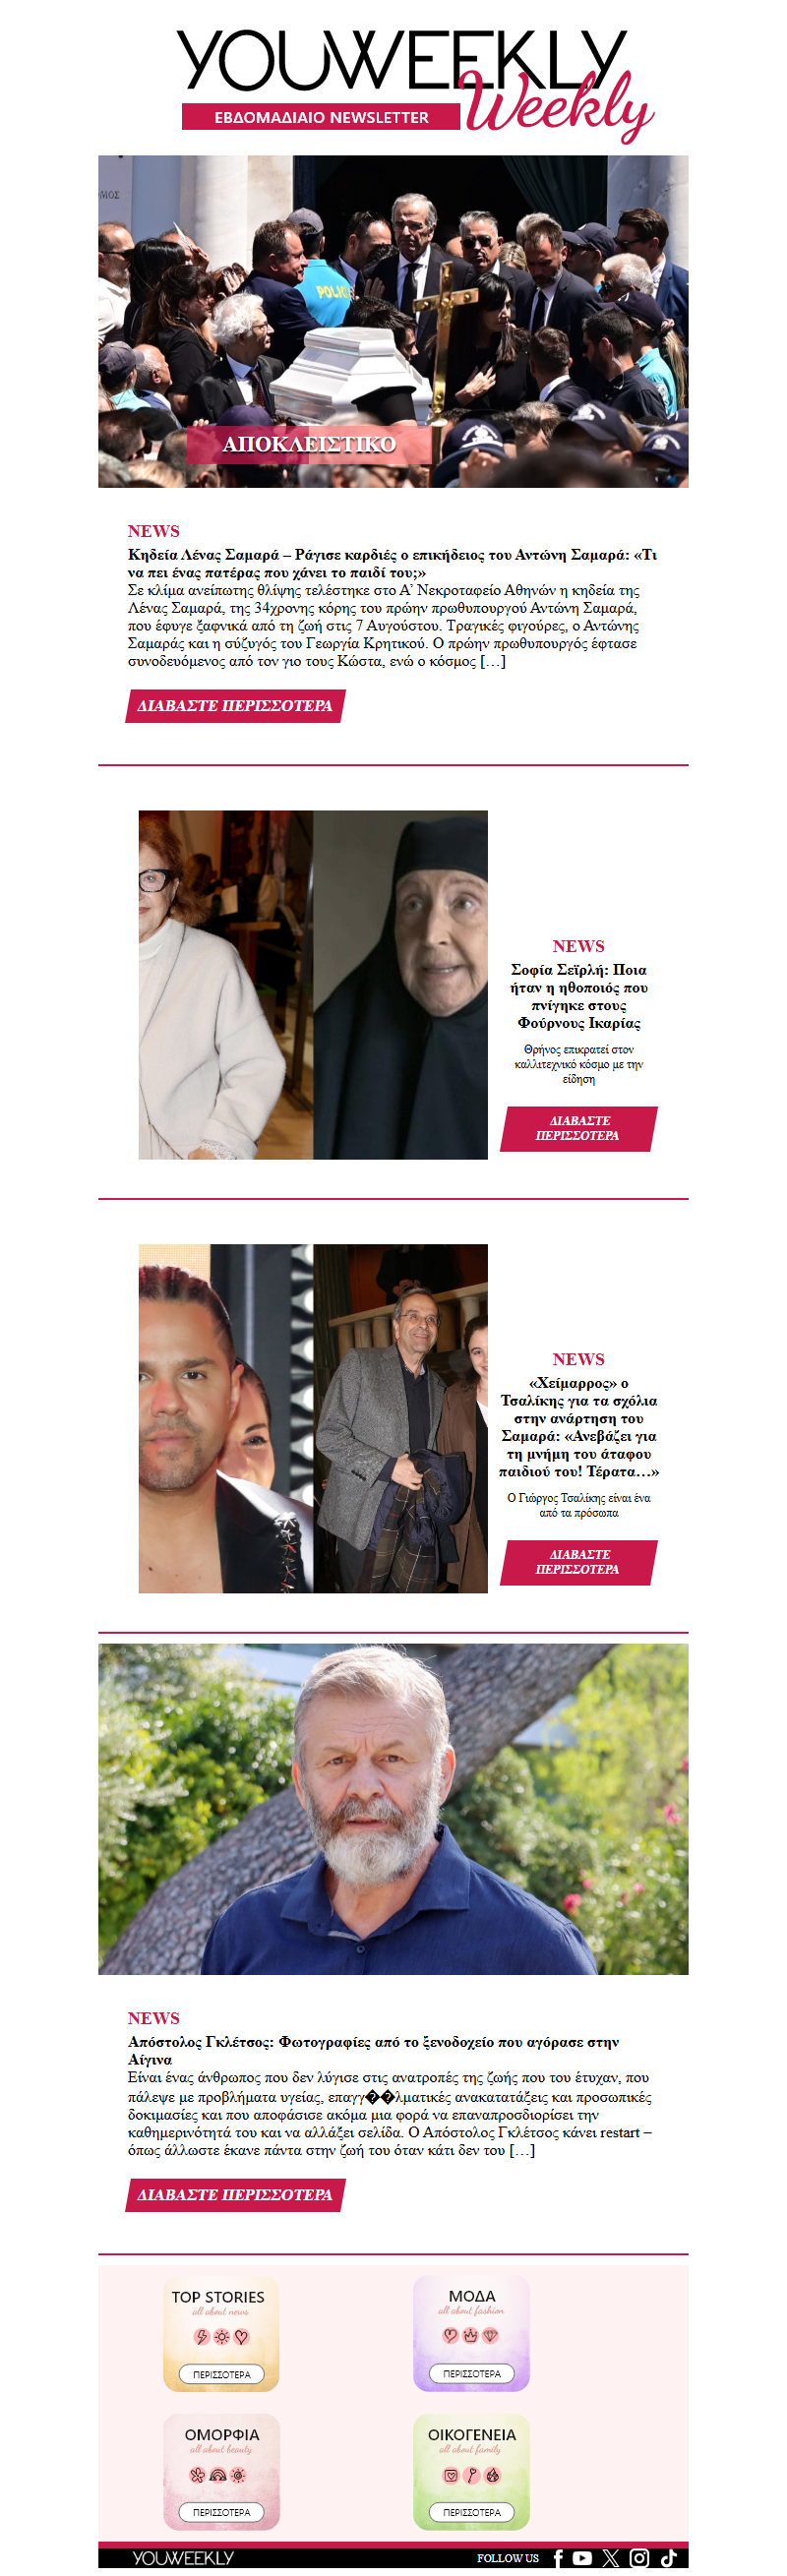 YOUWEEKLY
Weekly
ΕΒΔΟΜΑΔΙΑΙΟ NEWSLETTER
ΟΜΟΣ
POLICE
ΑΠΟΚΛΕΙΣΤΙΚΟ
NEWS
Κηδεία Λένας Σαμαρά – Ράγισε καρδιές ο επικήδειος του Αντώνη Σαμαρά: «Τι
να πει ένας πατέρας που χάνει το παιδί του;»
Σε κλίμα ανείπωτης θλίψης τελέστηκε στο Α’ Νεκροταφείο Αθηνών η κηδεία της
Λένας Σαμαρά, της 34χρονης κόρης του πρώην πρωθυπουργού Αντώνη Σαμαρά,
που έφυγε ξαφνικά από τη ζωή στις 7 Αυγούστου. Τραγικές φιγούρες, ο Αντώνης
Σαμαράς και η σύζυγός του Γεωργία Κρητικού. Ο πρώην πρωθυπουργός έφτασε
συνοδευόμενος από τον γιο τους Κώστα, ενώ ο κόσμος […]
ΔΙΑΒΑΣΤΕ ΠΕΡΙΣΣΟΤΕΡΑ
NEWS
Σοφία Σεϊρλή: Ποια
ήταν η ηθοποιός που
πνίγηκε στους
Φούρνους Ικαρίας
Θρήνος επικρατεί στον
καλλιτεχνικό κόσμο με την
είδηση
ΔΙΑΒΑΣΤΕ
ΠΕΡΙΣΣΟΤΕΡΑ
NEWS
«Χείμαρρος» ο
Τσαλίκης για τα σχόλια
στην ανάρτηση του
Σαμαρά: «Ανεβάζει για
τη μνήμη του άταφου
παιδιού του! Τέρατα…»
Ο Γιώργος Τσαλίκης είναι ένα
από τα πρόσωπα
ΔΙΑΒΑΣΤΕ
ΠΕΡΙΣΣΟΤΕΡΑ
NEWS
Απόστολος Γκλέτσος: Φωτογραφίες από το ξενοδοχείο που αγόρασε στην
Αίγινα
Είναι ένας άνθρωπος που δεν λύγισε στις ανατροπές της ζωής που του έτυχαν, που
πάλεψε με προβλήματα υγείας, επαγγ��λματικές ανακατατάξεις και προσωπικές
δοκιμασίες και που αποφάσισε ακόμα μια φορά να επαναπροσδιορίσει την
καθημερινότητά του και να αλλάξει σελίδα. Ο Απόστολος Γκλέτσος κάνει restart –
όπως άλλωστε έκανε πάντα στην ζωή του όταν κάτι δεν του […]
ΔΙΑΒΑΣΤΕ ΠΕΡΙΣΣΟΤΕΡΑ
TOP STORIES
all about news
ΠΕΡΙΣΣΟΤΕΡΑ
ΜΟΔΑ
all about fashion
ΠΕΡΙΣΣΟΤΕΡΑ
ΟΜΟΡΦΙΑ
all about beauty
ΠΕΡΙΣΣΟΤΕΡΑ
ΟΙΚΟΓΕΝΕΙΑ
all about family
ΠΕΡΙΣΣΟΤΕΡΑ
YOUWEEKLY
FOLLOW US